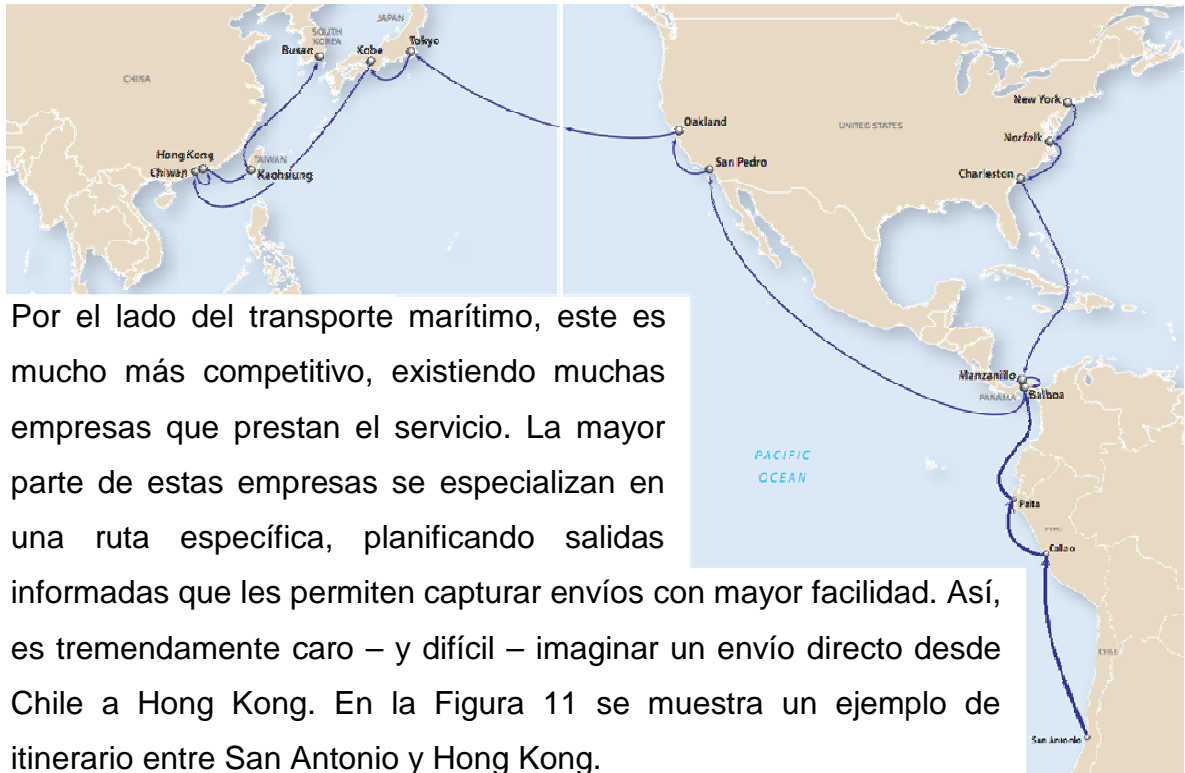 JAPAN
SOUTH
KOREA
Busan
Kobe
Tokyo
CHINA
Hong Kong
Chiwan
TAIWAN
Kaohsiung
Oakland
San Pedro
UNITED STATES
New York
Norfolk
Charleston
Manzanillo
Balboa
PANAMA
PACIFIC
OCEAN
Paita
PERU
Callao
CHILE
San Antonio
Por el lado del transporte marítimo, este es
mucho más competitivo, existiendo muchas
empresas que prestan el servicio. La mayor
parte de estas empresas se especializan en
una ruta específica, planificando salidas
informadas que les permiten capturar envíos con mayor facilidad. Así,
es tremendamente caro – y difícil – imaginar un envío directo desde
Chile a Hong Kong. En la Figura 11 se muestra un ejemplo de
itinerario entre San Antonio y Hong Kong.